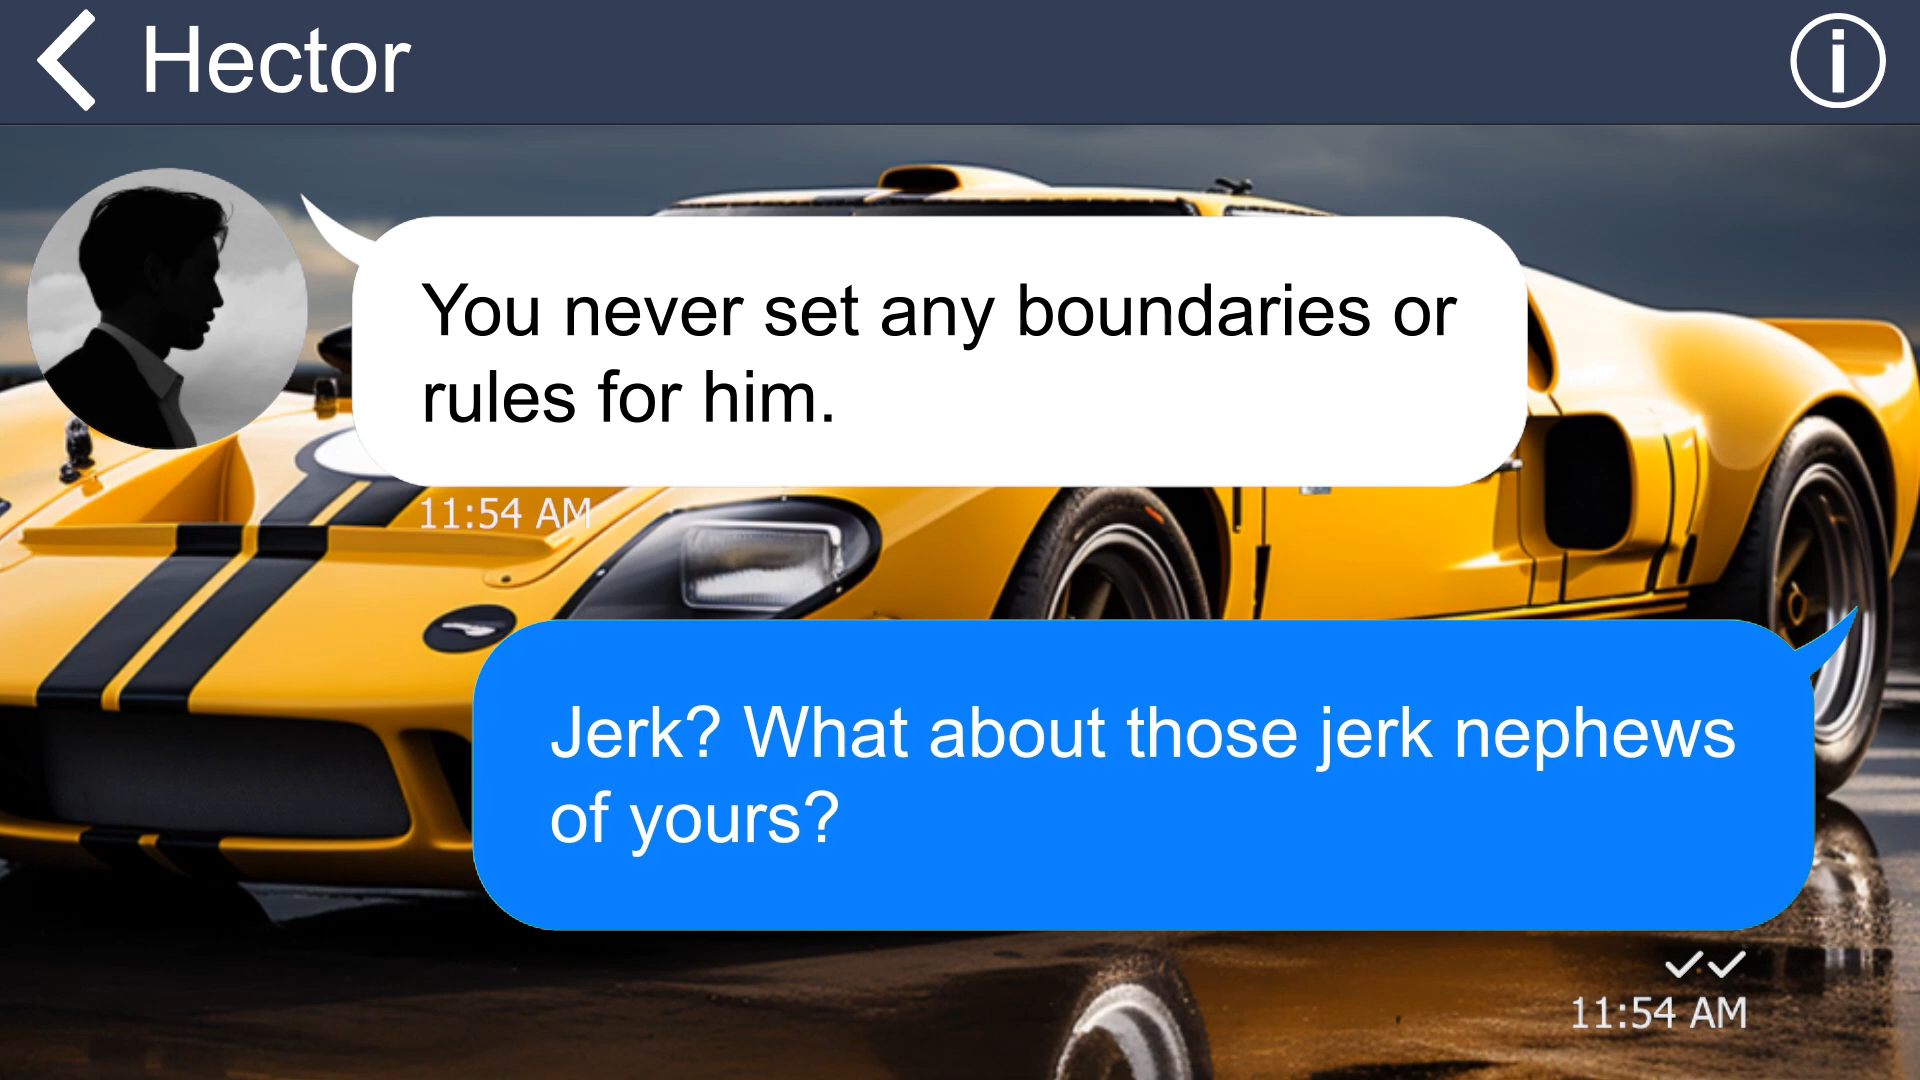 Hector
You never set any boundaries or
rules for him.
11:54 AM
Jerk? What about those jerk nephews
of yours?
11:54 AM